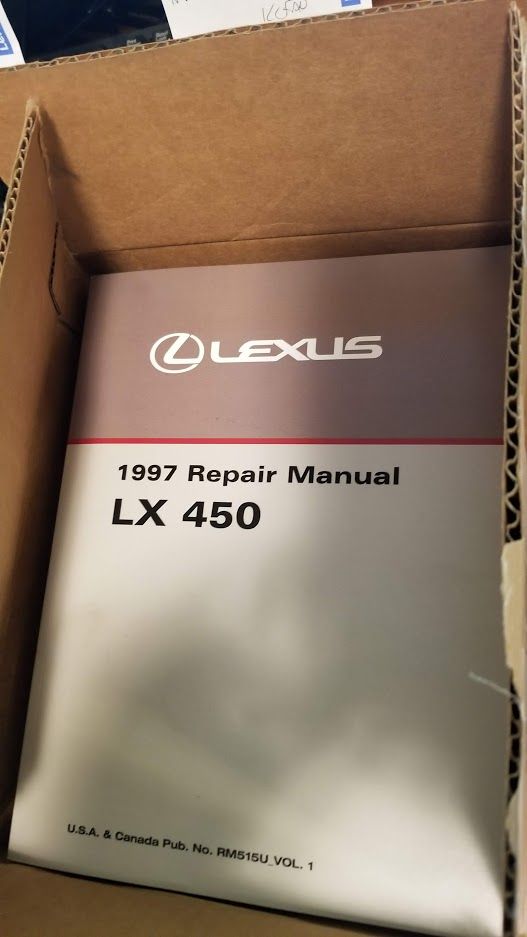 LEXUS
1997 Repair Manual
LX 450
U.S.A. & Canada Pub. No. RM515U_VOL. 1